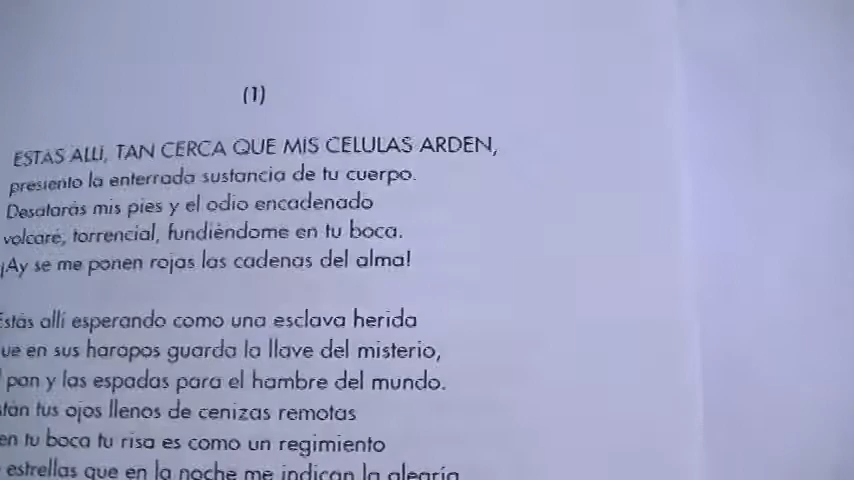 (1)
ESTÁS ALLÍ, TAN CERCA QUE MIS CELULAS ARDEN,
presiento la enterrada sustancia de tu cuerpo.
Desatarás mis pies y el odio encadenado
volcaré, torrencial, fundiéndome en tu boca.
¡Ay se me ponen rojas las cadenas del alma!
Estás allí esperando como una esclava herida
ue en sus harapos guarda la llave del misterio,
pan y las espadas para el hambre del mundo.
stán tus ojos llenos de cenizas remotas
en tu boca tu risa es como un regimiento
estrellas que en la noche me indican la alegría